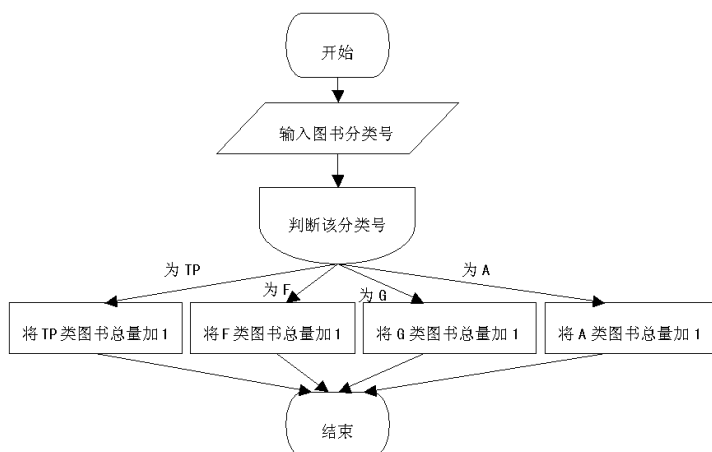 开始
输入图书分类号
判断该分类号
为 TP
为 F
为 G
为 A
将 TP 类图书总量加 1
将 F 类图书总量加 1
将 G 类图书总量加 1
将 A 类图书总量加 1
结束